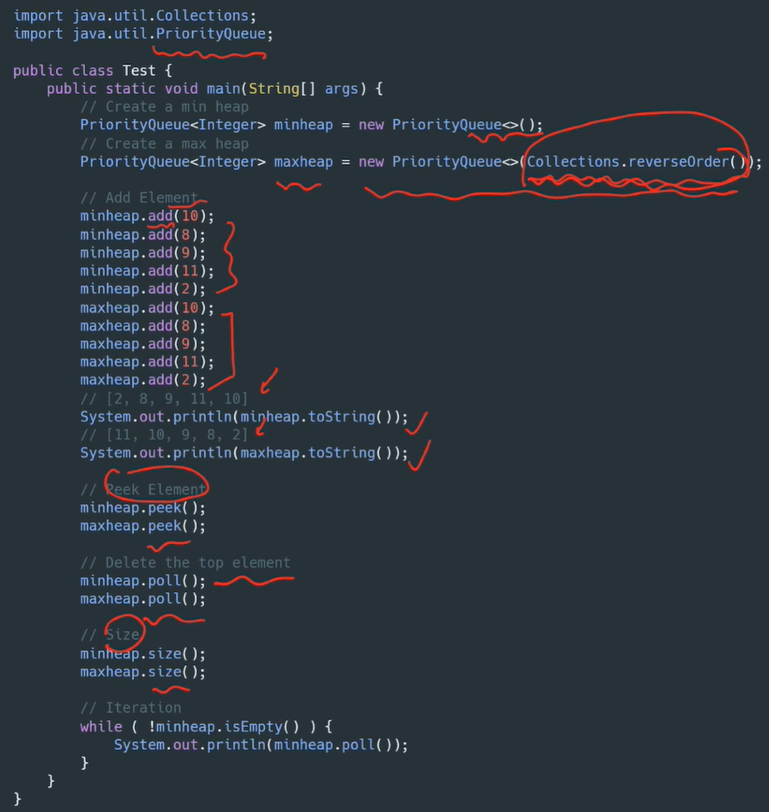 import java.util.Collections;
import java.util.PriorityQueue;
public class Test {
public static void main(String[] args) {
// Create a min heap
PriorityQueue<Integer> minheap = new PriorityQueue<>();
// Create a max heap
PriorityQueue<Integer> maxheap = new PriorityQueue<>(Collections.reverseOrder());
// Add Element
minheap.add(10);
minheap.add(8);
minheap.add(9);
minheap.add(11);
minheap.add(2);
maxheap.add(10);
maxheap.add(8);
maxheap.add(9);
maxheap.add(11);
maxheap.add(2);
// [2, 8, 9, 11, 10]
System.out.println(minheap.toString());
// [11, 10, 9, 8, 2]
System.out.println(maxheap.toString());
// Peek Element
minheap.peek();
maxheap.peek();
// Delete the top element
minheap.poll();
maxheap.poll();
// Size
minheap.size();
maxheap.size();
// Iteration
while ( !minheap.isEmpty() ) {
System.out.println(minheap.poll());
}
}
}